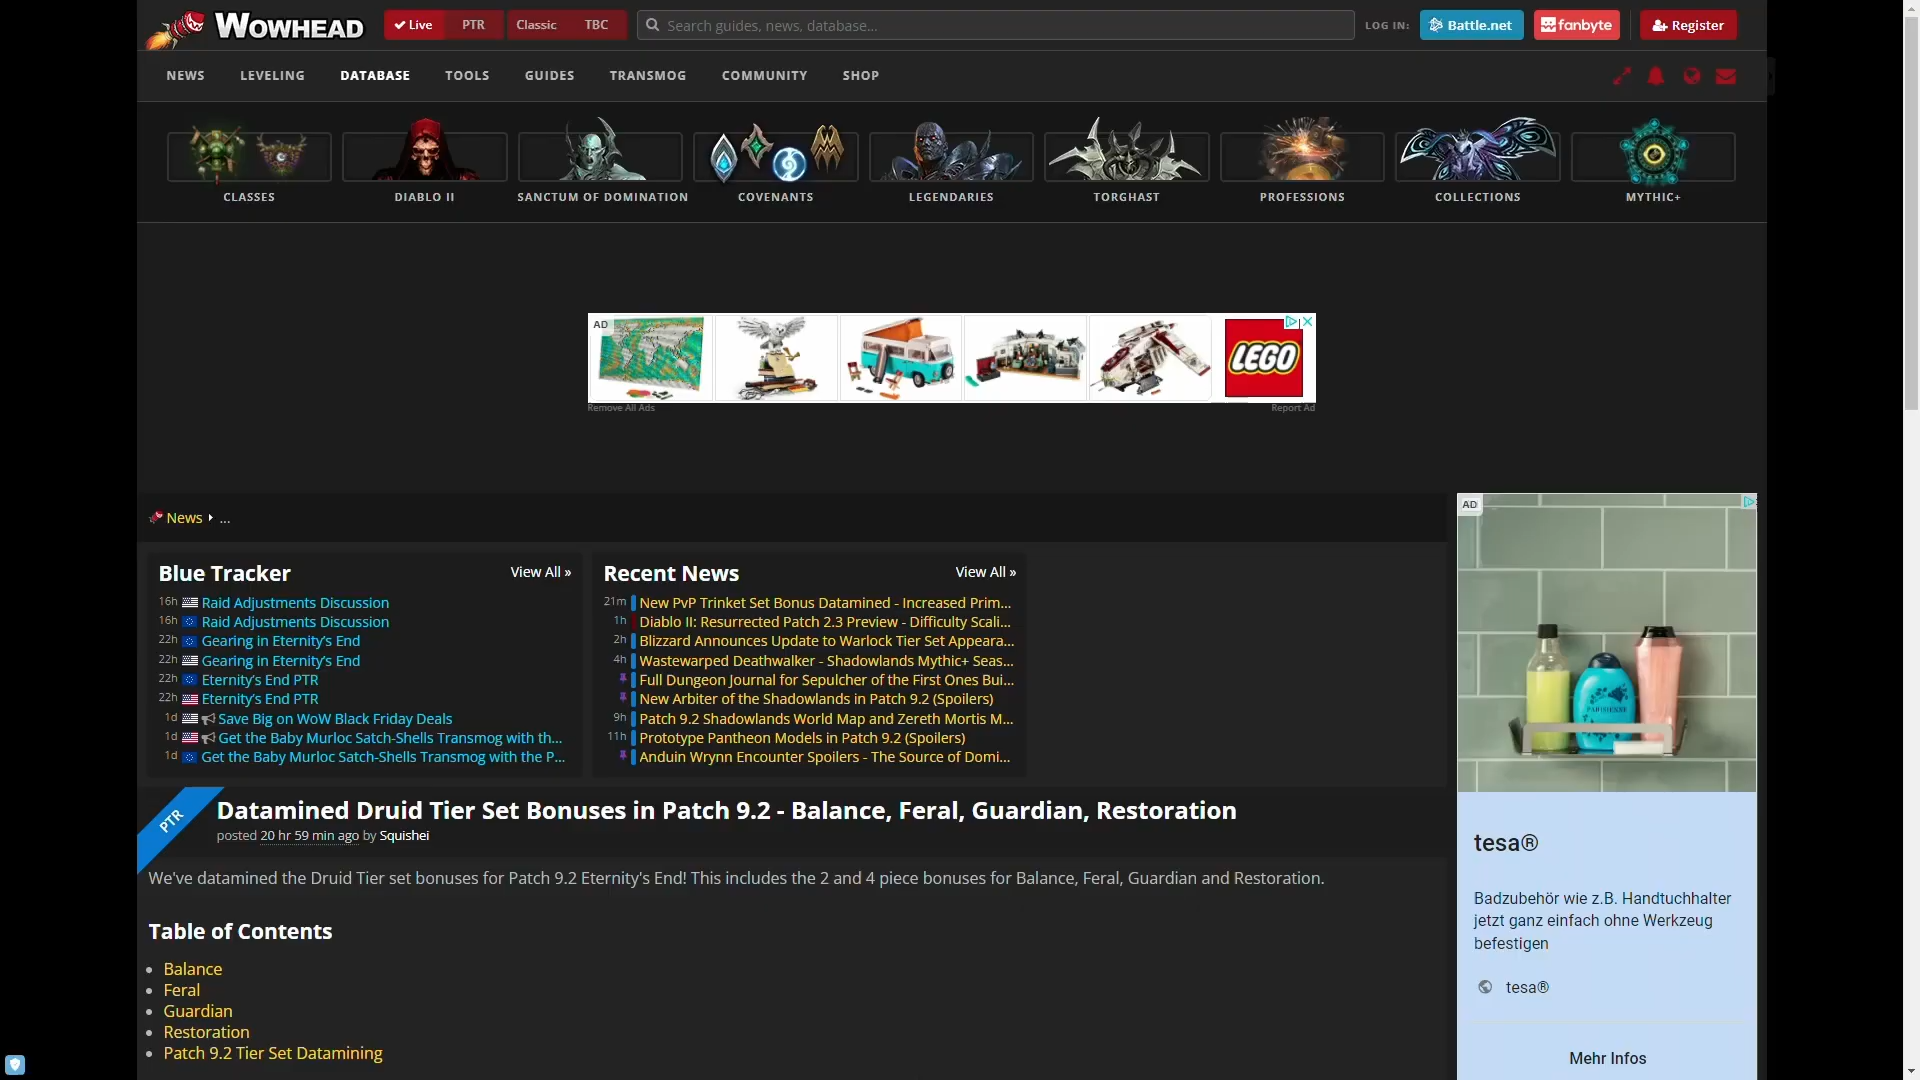 WOWHEAD
Live PTR Classic TBC
Search guides, news, database...
LOG IN:
Battle.net
fanbyte
Register
NEWS LEVELING DATABASE TOOLS GUIDES TRANSMOG COMMUNITY SHOP
CLASSES DIABLO II SANCTUM OF DOMINATION COVENANTS LEGENDARIES TORGHAST PROFESSIONS COLLECTIONS MYTHIC+
AD
LEGO
Remove All Ads
Report Ad
News ...
Blue Tracker View All »
16h Raid Adjustments Discussion
16h Raid Adjustments Discussion
22h Gearing in Eternity's End
22h Gearing in Eternity's End
22h Eternity's End PTR
22h Eternity's End PTR
1d Save Big on WoW Black Friday Deals
1d Get the Baby Murloc Satch-Shells Transmog with th...
1d Get the Baby Murloc Satch-Shells Transmog with the P...
Recent News View All »
21m New PvP Trinket Set Bonus Datamined - Increased Prim...
1h Diablo II: Resurrected Patch 2.3 Preview - Difficulty Scali...
2h Blizzard Announces Update to Warlock Tier Set Appeara...
4h Wastewarped Deathwalker - Shadowlands Mythic+ Seas...
Full Dungeon Journal for Sepulcher of the First Ones Bui...
New Arbiter of the Shadowlands in Patch 9.2 (Spoilers)
9h Patch 9.2 Shadowlands World Map and Zereth Mortis M...
11h Prototype Pantheon Models in Patch 9.2 (Spoilers)
Anduin Wrynn Encounter Spoilers - The Source of Domi...
PTR
Datamined Druid Tier Set Bonuses in Patch 9.2 - Balance, Feral, Guardian, Restoration
posted 20 hr 59 min ago by Squishei
We've datamined the Druid Tier set bonuses for Patch 9.2 Eternity's End! This includes the 2 and 4 piece bonuses for Balance, Feral, Guardian and Restoration.
Table of Contents
Balance
Feral
Guardian
Restoration
Patch 9.2 Tier Set Datamining
AD
PARISIENNE
tesa®
Badzubehör wie z.B. Handtuchhalter
jetzt ganz einfach ohne Werkzeug
befestigen
tesa®
Mehr Infos